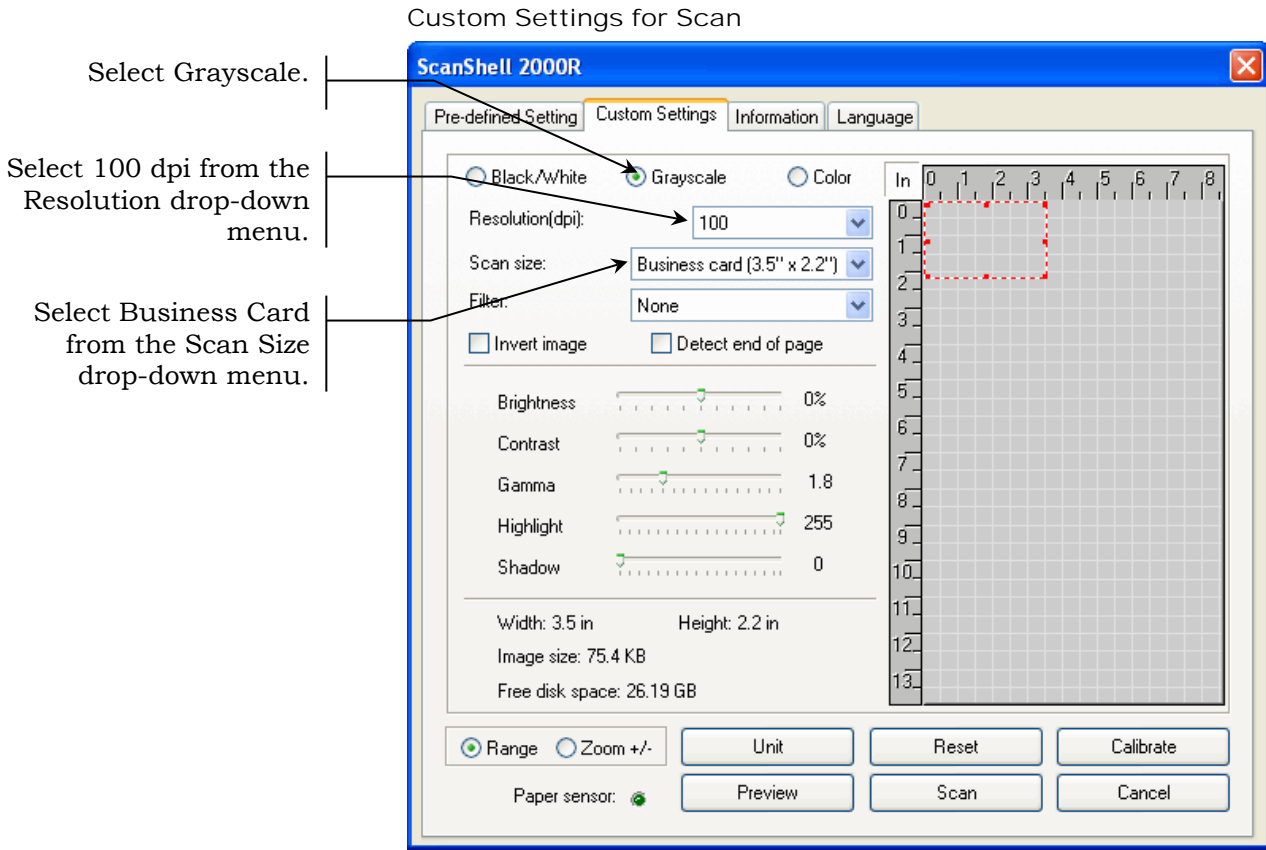 Custom Settings for Scan
Select Grayscale.
Select 100 dpi from the
Resolution drop-down
menu.
Select Business Card
from the Scan Size
drop-down menu.
ScanShell 2000R
Pre-defined Setting Custom Settings Information Language
Black/White Grayscale Color
Resolution(dpi): 100
Scan size: Business card (3.5" x 2.2")
Filter: None
Invert image Detect end of page
Brightness 0%
Contrast 0%
Gamma 1.8
Highlight 255
Shadow 0
Width: 3.5 in Height: 2.2 in
Image size: 75.4 KB
Free disk space: 26.19 GB
In 0 1 2 3 4 5 6 7 8
0
1
2
3
4
5
6
7
8
9
10
11
12
13
Range Zoom +/- Unit Reset Calibrate
Paper sensor: Preview Scan Cancel